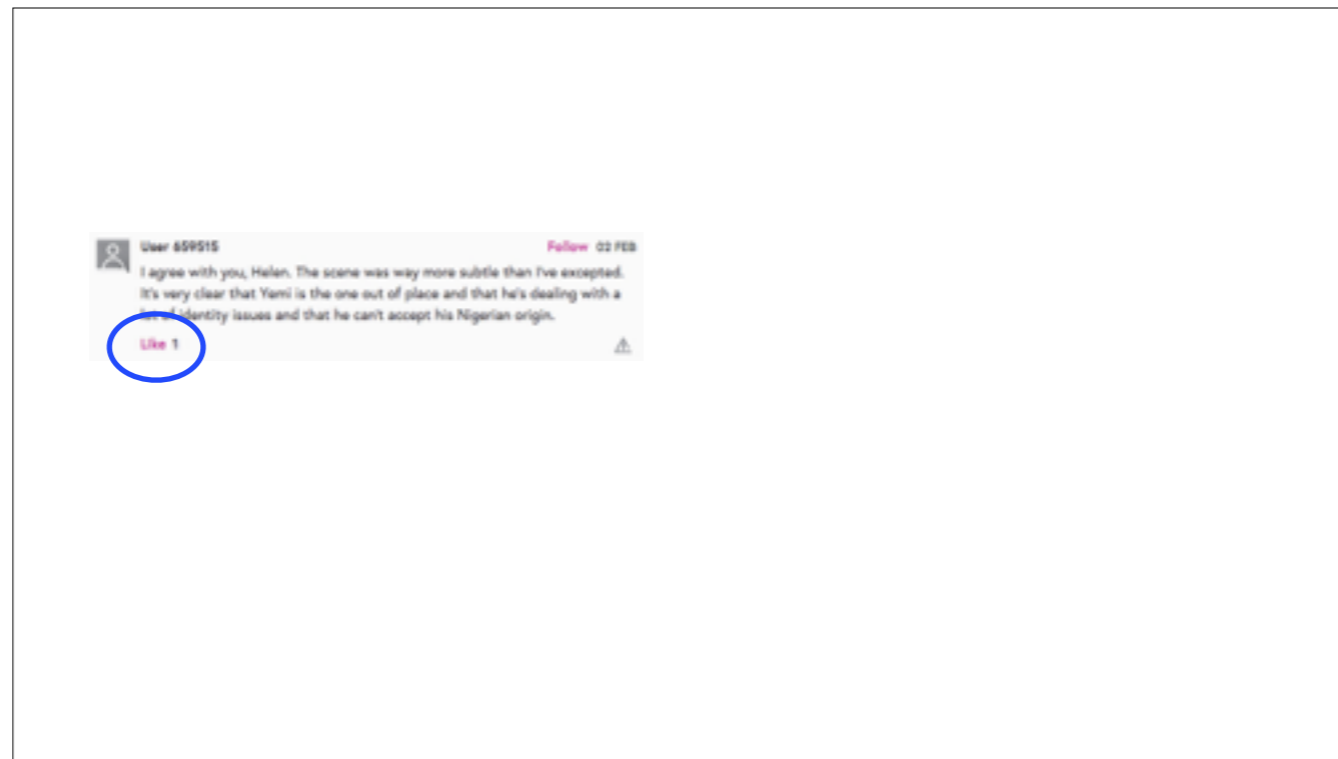 User 659515 Follow 02 FEB
I agree with you, Helen. The scene was way more subtle than I've excepted.
It's very clear that Yemi is the one out of place and that he's dealing with a
lot of identity issues and that he can't accept his Nigerian origin.
Like 1